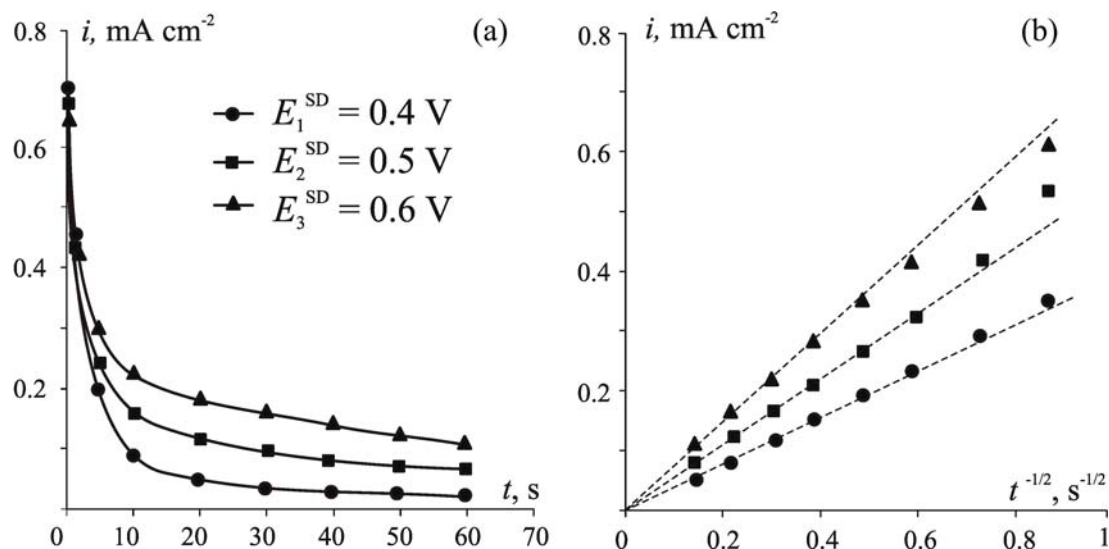 i, mA cm⁻²
(a)
0.8
0.6
0.4
0.2
0 10 20 30 40 50 60 70
t, s
E₁ˢᴰ = 0.4 V
E₂ˢᴰ = 0.5 V
E₃ˢᴰ = 0.6 V
i, mA cm⁻²
(b)
0.8
0.6
0.4
0.2
0 0.2 0.4 0.6 0.8 1
t⁻¹/², s⁻¹/²